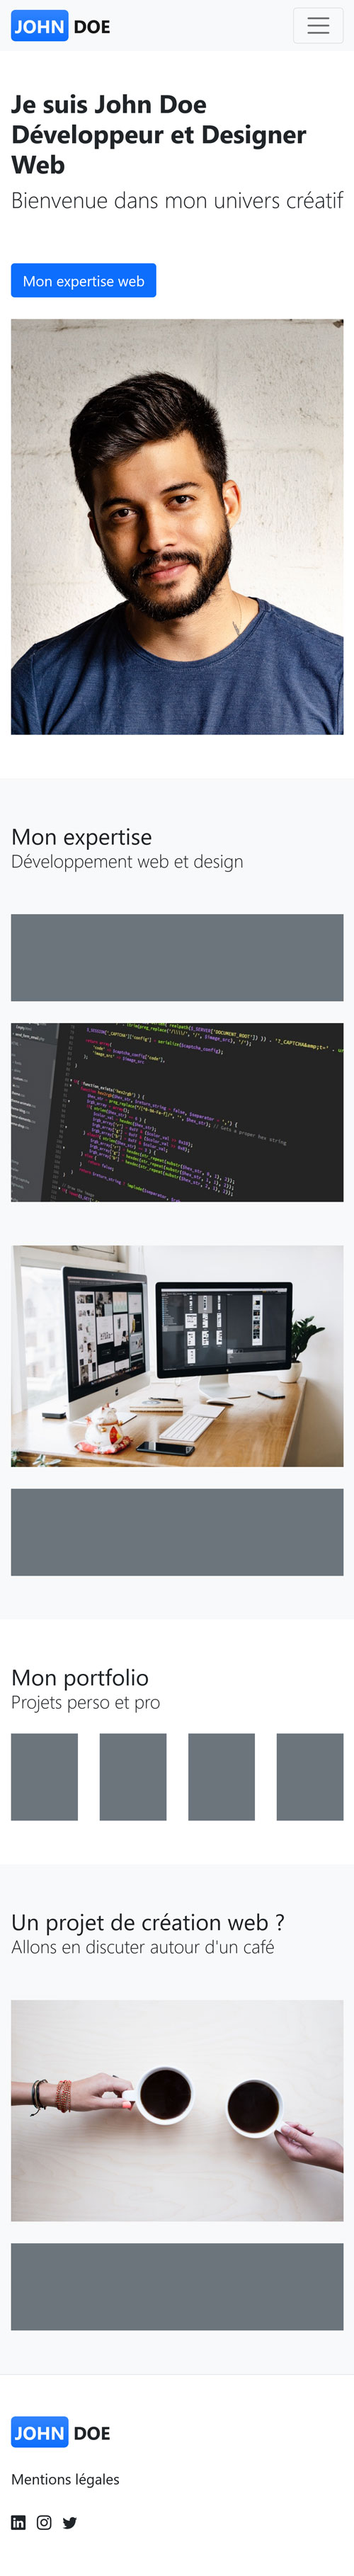 JOHN DOE
Je suis John Doe
Développeur et Designer
Web
Bienvenue dans mon univers créatif
Mon expertise web
Mon expertise
Développement web et design
Mon portfolio
Projets perso et pro
Un projet de création web ?
Allons en discuter autour d'un café
JOHN DOE
Mentions légales